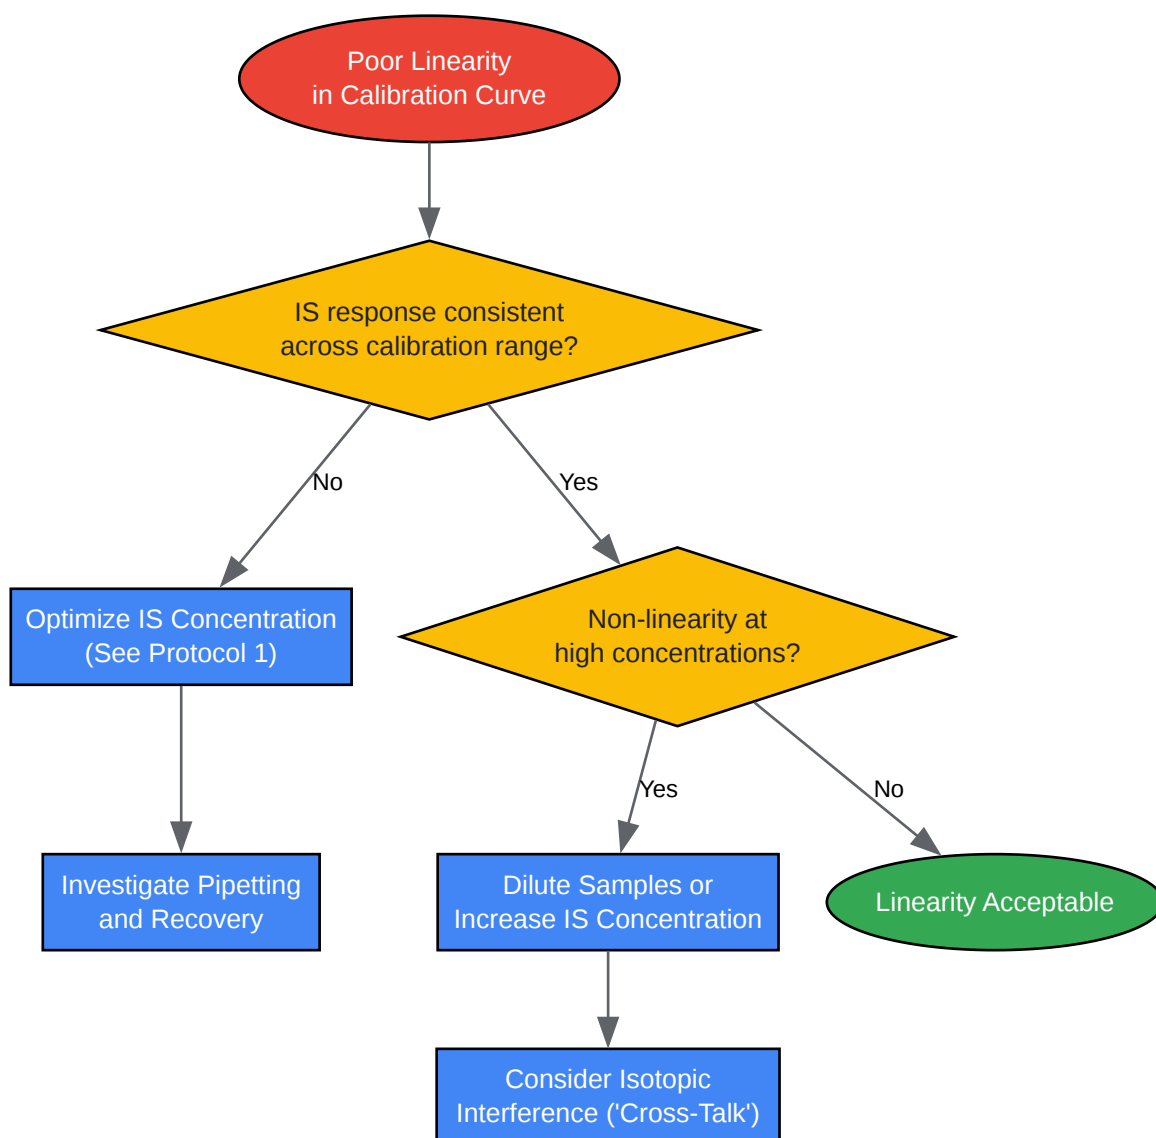 Poor Linearity
in Calibration Curve
IS response consistent
across calibration range?
No
Yes
Optimize IS Concentration
(See Protocol 1)
Non-linearity at
high concentrations?
Yes
No
Investigate Pipetting
and Recovery
Dilute Samples or
Increase IS Concentration
Linearity Acceptable
Consider Isotopic
Interference ('Cross-Talk')